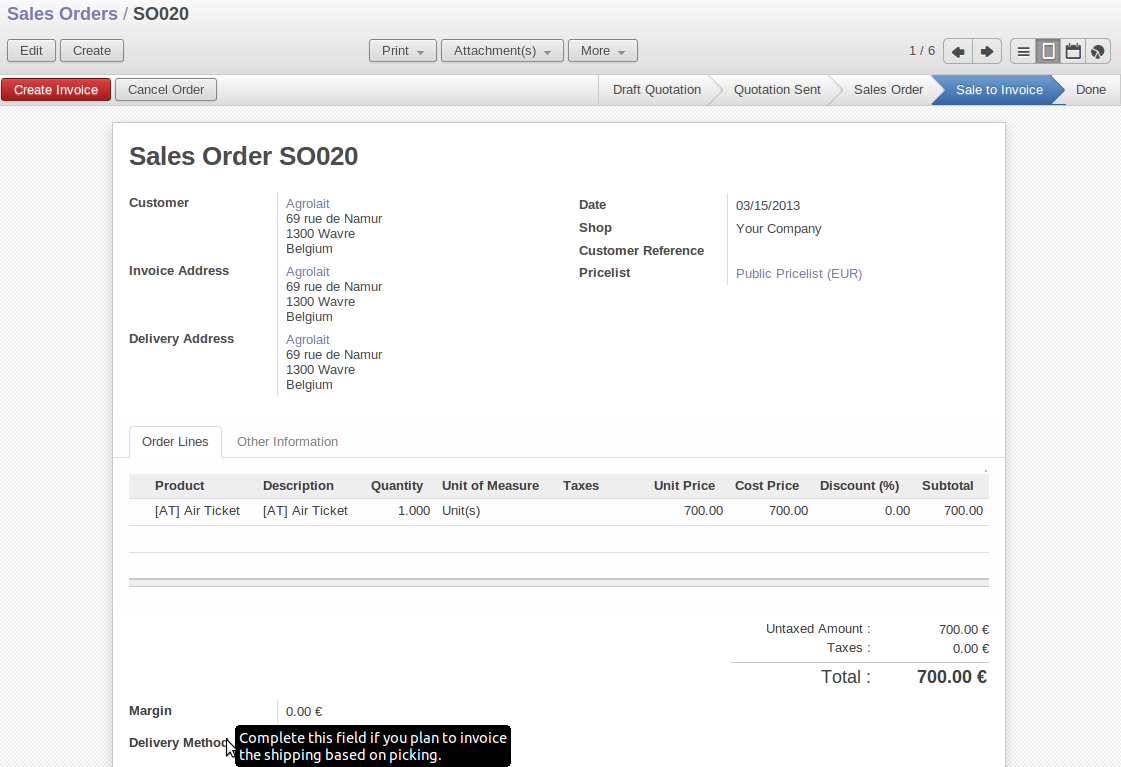 Sales Orders / SO020
Edit Create Print Attachment(s) More 1 / 6
Create Invoice Cancel Order Draft Quotation Quotation Sent Sales Order Sale to Invoice Done
Sales Order SO020
Customer
Agrolait
69 rue de Namur
1300 Wavre
Belgium
Invoice Address
Agrolait
69 rue de Namur
1300 Wavre
Belgium
Delivery Address
Agrolait
69 rue de Namur
1300 Wavre
Belgium
Date 03/15/2013
Shop Your Company
Customer Reference
Pricelist Public Pricelist (EUR)
Order Lines Other Information
Product Description Quantity Unit of Measure Taxes Unit Price Cost Price Discount (%) Subtotal
[AT] Air Ticket [AT] Air Ticket 1.000 Unit(s) 700.00 700.00 0.00 700.00
Untaxed Amount : 700.00 €
Taxes : 0.00 €
Total : 700.00 €
Margin 0.00 €
Delivery Method
Complete this field if you plan to invoice
the shipping based on picking.